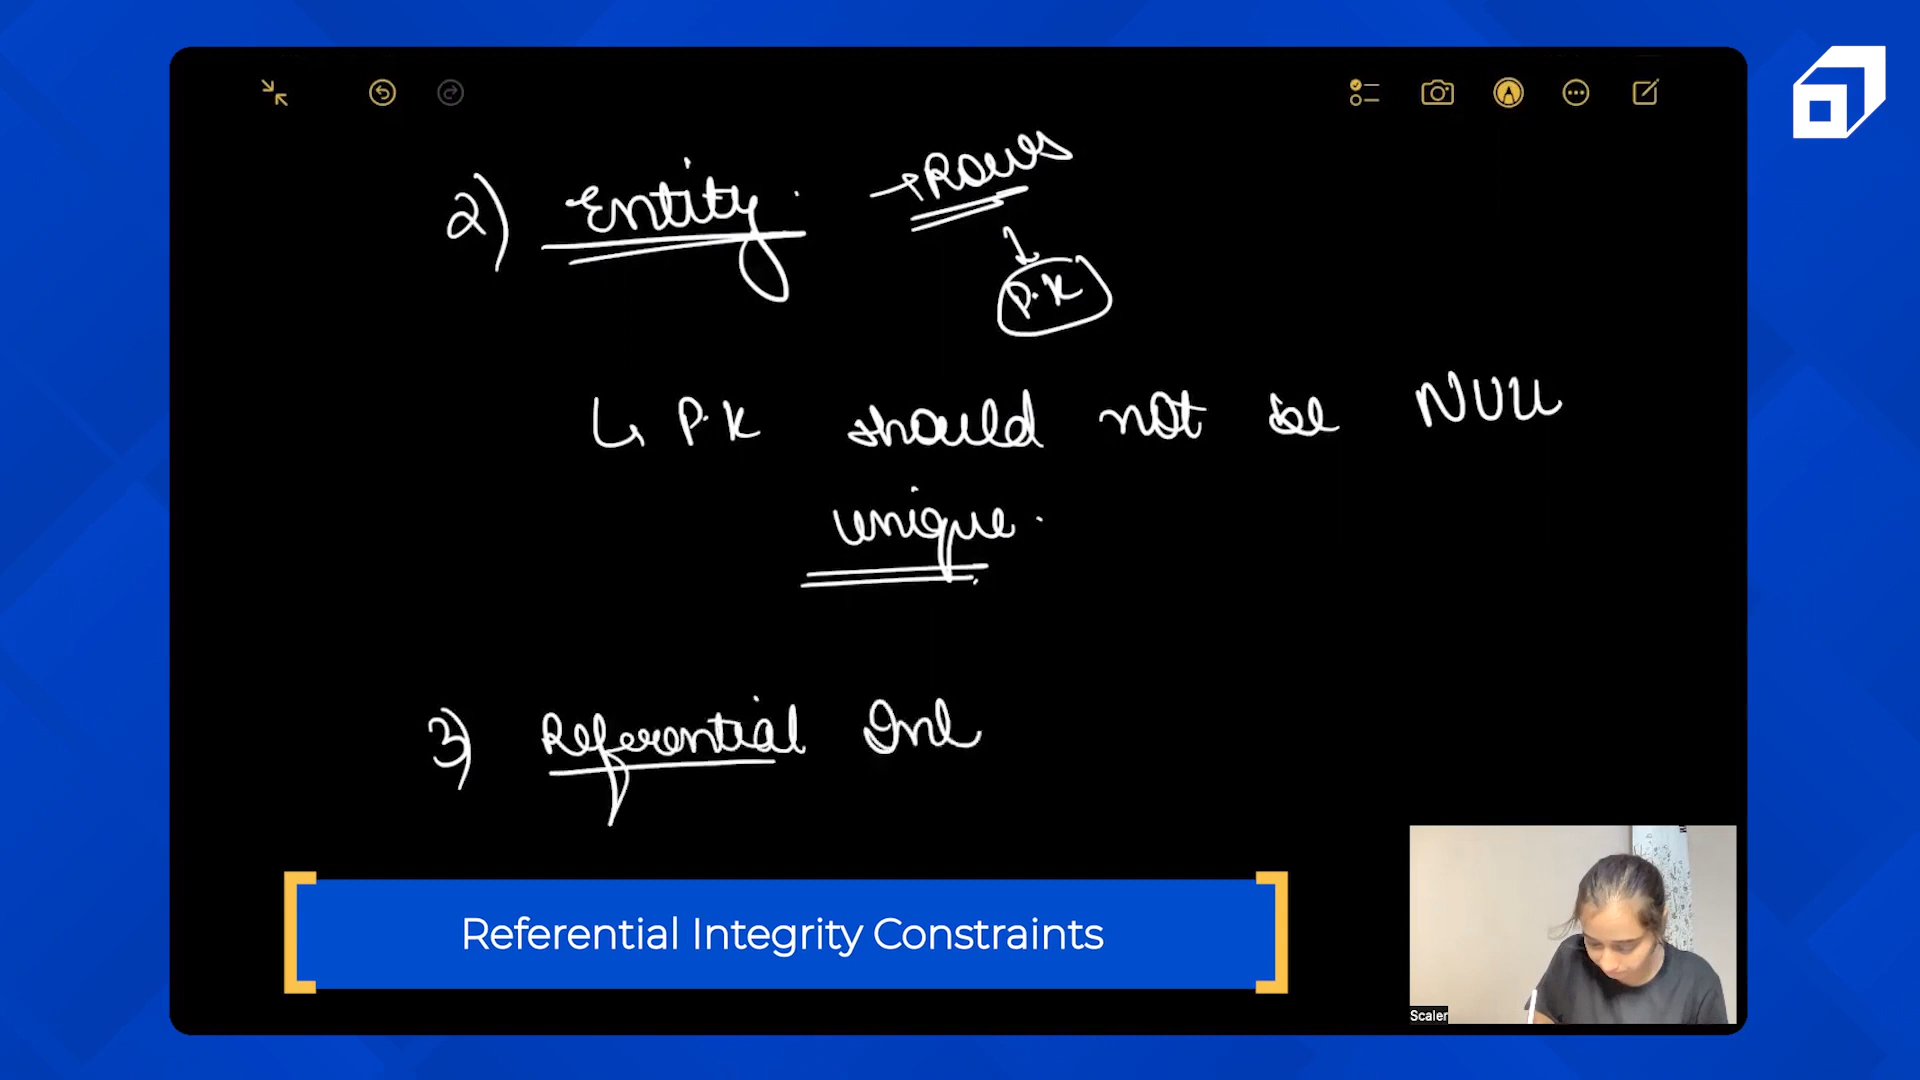 2) Entity. → Rows
P.K
↳ P.K should not be NULL
unique.
3) Referential Int
Referential Integrity Constraints
Scaler